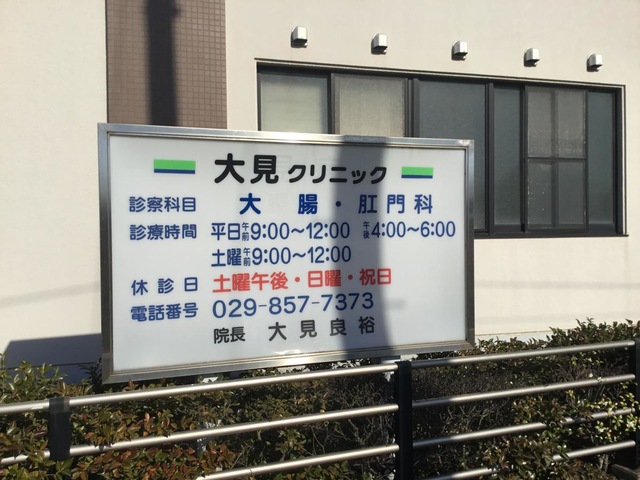 大見クリニック
診察科目 大腸・肛門科
診療時間 平日午前9:00～12:00 午後4:00～6:00
土曜午前9:00～12:00
休診日 土曜午後・日曜・祝日
電話番号 029-857-7373
院長 大見良裕